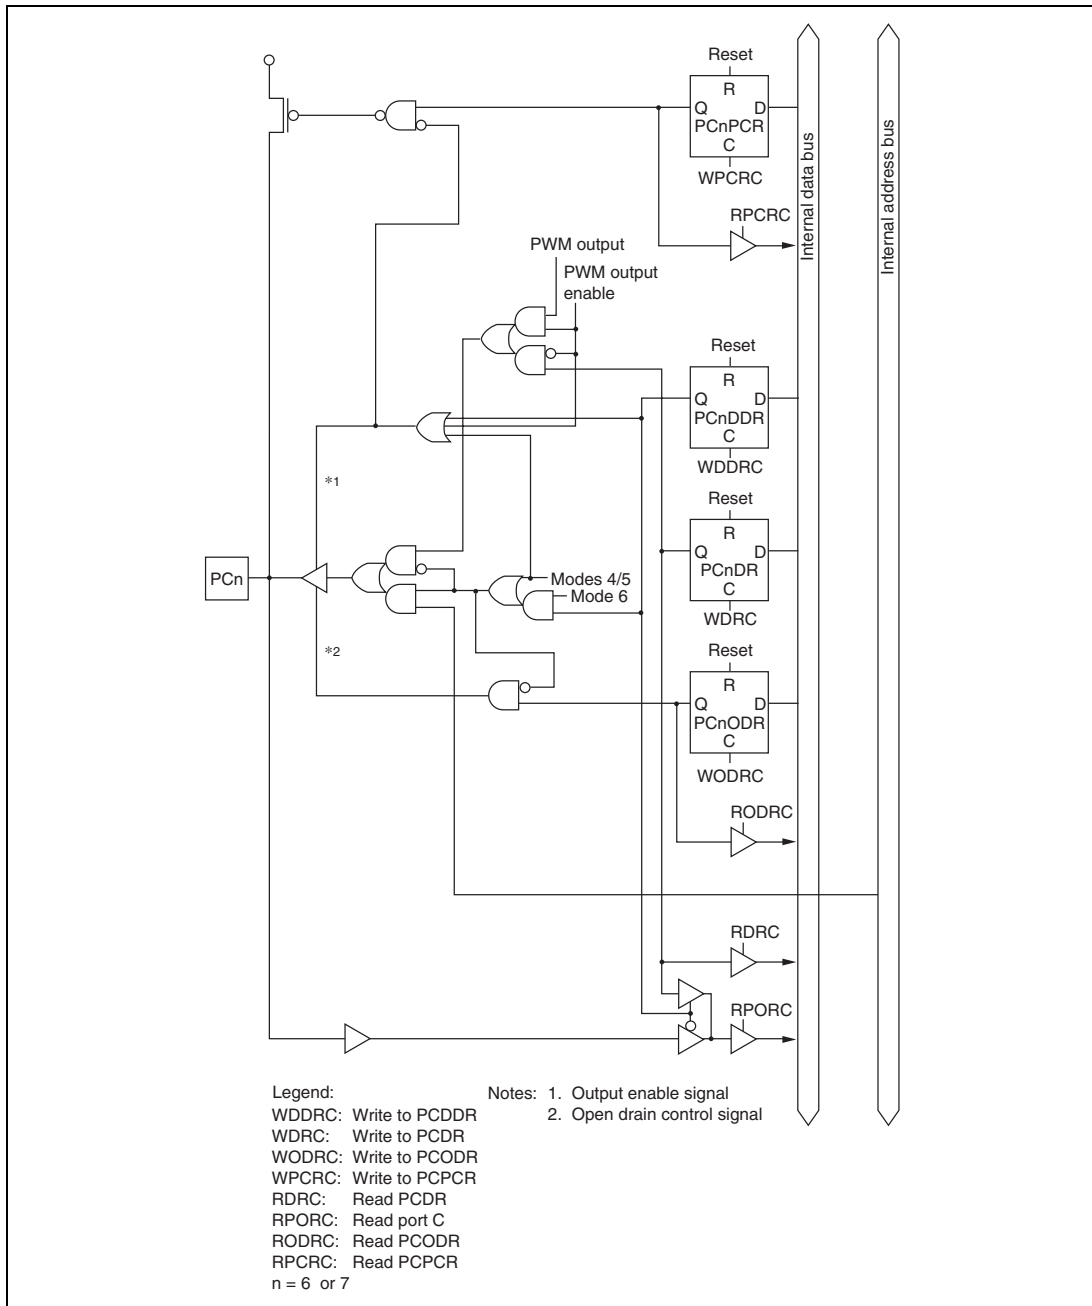 Reset
R
Q D
PCnPCR
C
WPCRC
RPCRC
Internal data bus
Internal address bus
PWM output
PWM output
enable
Reset
R
Q D
PCnDDR
C
WDDRC
*1
Reset
R
Q D
PCnDR
C
WDRC
PCn
Modes 4/5
Mode 6
*2
Reset
R
Q D
PCnODR
C
WODRC
RODRC
RDRC
RPORC
Legend:
WDDRC: Write to PCDDR
WDRC: Write to PCDR
WODRC: Write to PCODR
WPCRC: Write to PCPCR
RDRC: Read PCDR
RPORC: Read port C
RODRC: Read PCODR
RPCRC: Read PCPCR
n = 6 or 7
Notes: 1. Output enable signal
2. Open drain control signal